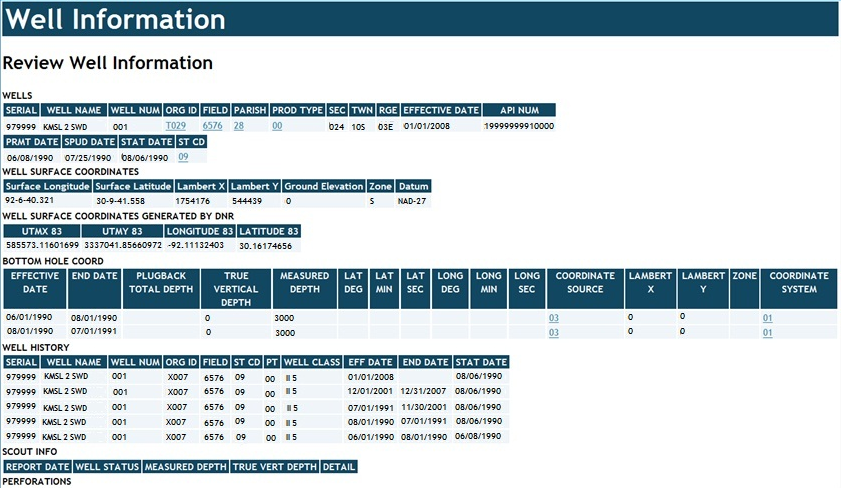 Well Information
Review Well Information
WELLS
SERIAL WELL NAME WELL NUM ORG ID FIELD PARISH PROD TYPE SEC TWN RGE EFFECTIVE DATE API NUM
979999 KMSL 2 SWD 001 T029 6576 28 00 024 10S 03E 01/01/2008 19999999910000
PRMT DATE SPUD DATE STAT DATE ST CD
06/08/1990 07/25/1990 08/06/1990 09
WELL SURFACE COORDINATES
Surface Longitude Surface Latitude Lambert X Lambert Y Ground Elevation Zone Datum
92-6-40.321 30-9-41.558 1754176 544439 0 S NAD-27
WELL SURFACE COORDINATES GENERATED BY DNR
UTMX 83 UTMY 83 LONGITUDE 83 LATITUDE 83
585573.11601699 3337041.85660972 -92.11132403 30.16174656
BOTTOM HOLE COORD
EFFECTIVE DATE END DATE PLUGBACK TOTAL DEPTH TRUE VERTICAL DEPTH MEASURED DEPTH LAT DEG LAT MIN LAT SEC LONG DEG LONG MIN LONG SEC COORDINATE SOURCE LAMBERT X LAMBERT Y ZONE COORDINATE SYSTEM
06/01/1990 08/01/1990 0 3000 03 0 0 01
08/01/1990 07/01/1991 0 3000 03 0 0 01
WELL HISTORY
SERIAL WELL NAME WELL NUM ORG ID FIELD ST CD PT WELL CLASS EFF DATE END DATE STAT DATE
979999 KMSL 2 SWD 001 X007 6576 09 00 II 5 01/01/2008 08/06/1990
979999 KMSL 2 SWD 001 X007 6576 09 00 II 5 12/01/2001 12/31/2007 08/06/1990
979999 KMSL 2 SWD 001 X007 6576 09 00 II 5 07/01/1991 11/30/2001 08/06/1990
979999 KMSL 2 SWD 001 X007 6576 09 00 II 5 08/01/1990 07/01/1991 08/06/1990
979999 KMSL 2 SWD 001 X007 6576 09 00 II 5 06/01/1990 08/01/1990 06/08/1990
SCOUT INFO
REPORT DATE WELL STATUS MEASURED DEPTH TRUE VERT DEPTH DETAIL
PERFORATIONS